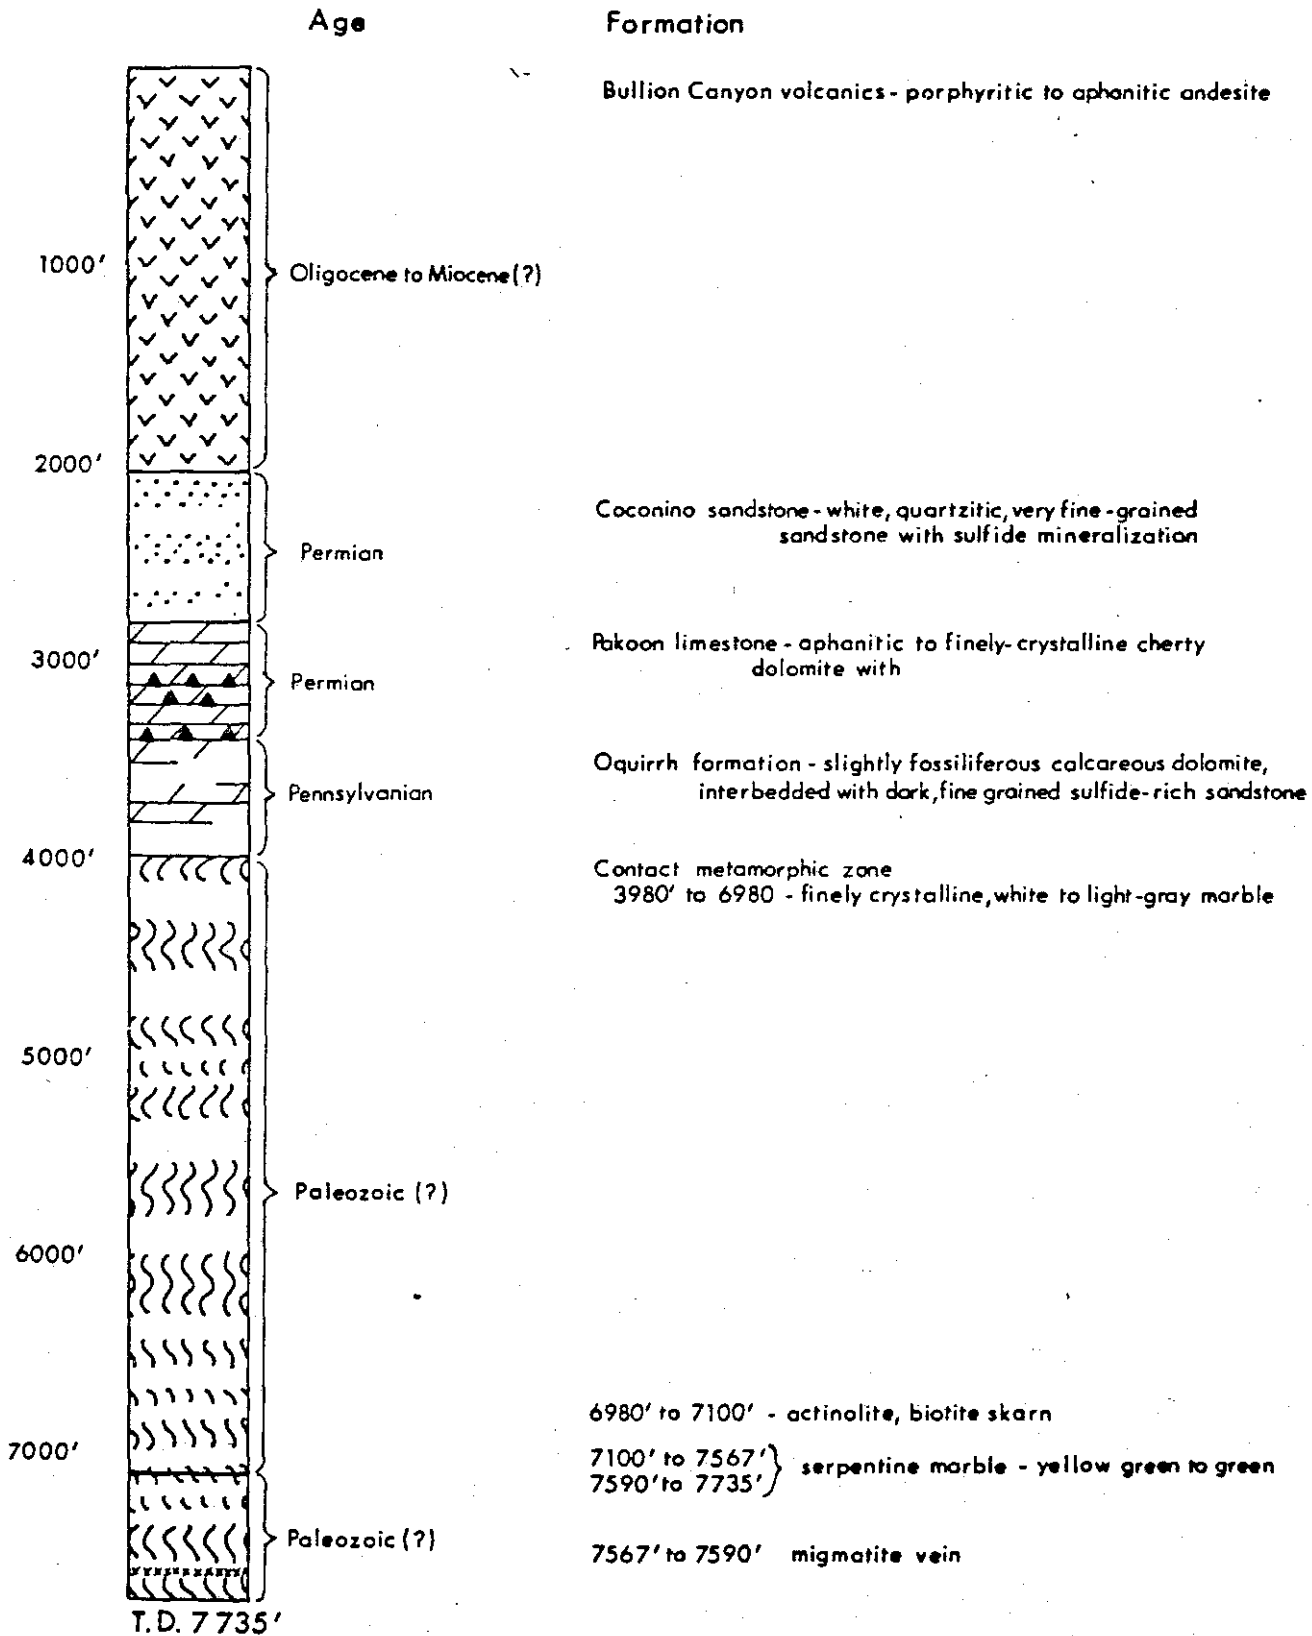 Age Formation
Bullion Canyon volcanics - porphyritic to aphanitic andesite
1000'
Oligocene to Miocene(?)
2000'
Coconino sandstone - white, quartzitic, very fine-grained
sandstone with sulfide mineralization
Permian
Pakoon limestone - aphanitic to finely-crystalline cherty
dolomite with
3000'
Permian
Oquirrh formation - slightly fossiliferous calcareous dolomite,
interbedded with dark, fine grained sulfide-rich sandstone
Pennsylvanian
4000'
Contact metamorphic zone
3980' to 6980 - finely crystalline, white to light-gray marble
5000'
Paleozoic (?)
6000'
6980' to 7100' - actinolite, biotite skarn
7000'
7100' to 7567'
7590' to 7735'
serpentine marble - yellow green to green
Paleozoic (?)
7567' to 7590' migmatite vein
T.D. 7735'